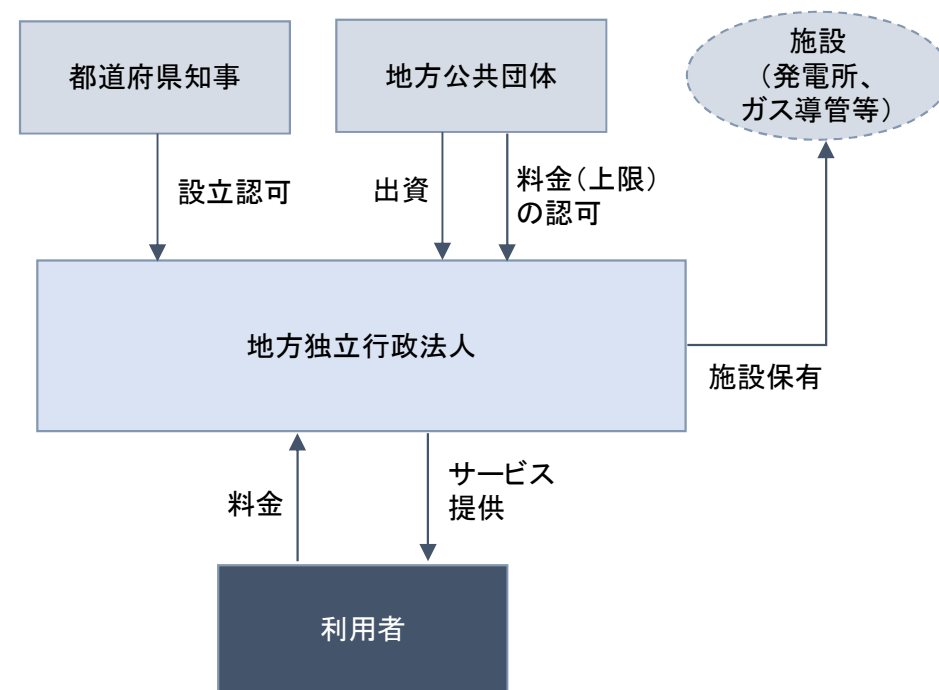 都道府県知事
地方公共団体
施設
（発電所、
ガス導管等）
設立認可
出資
料金（上限）
の認可
地方独立行政法人
施設保有
料金
サービス
提供
利用者